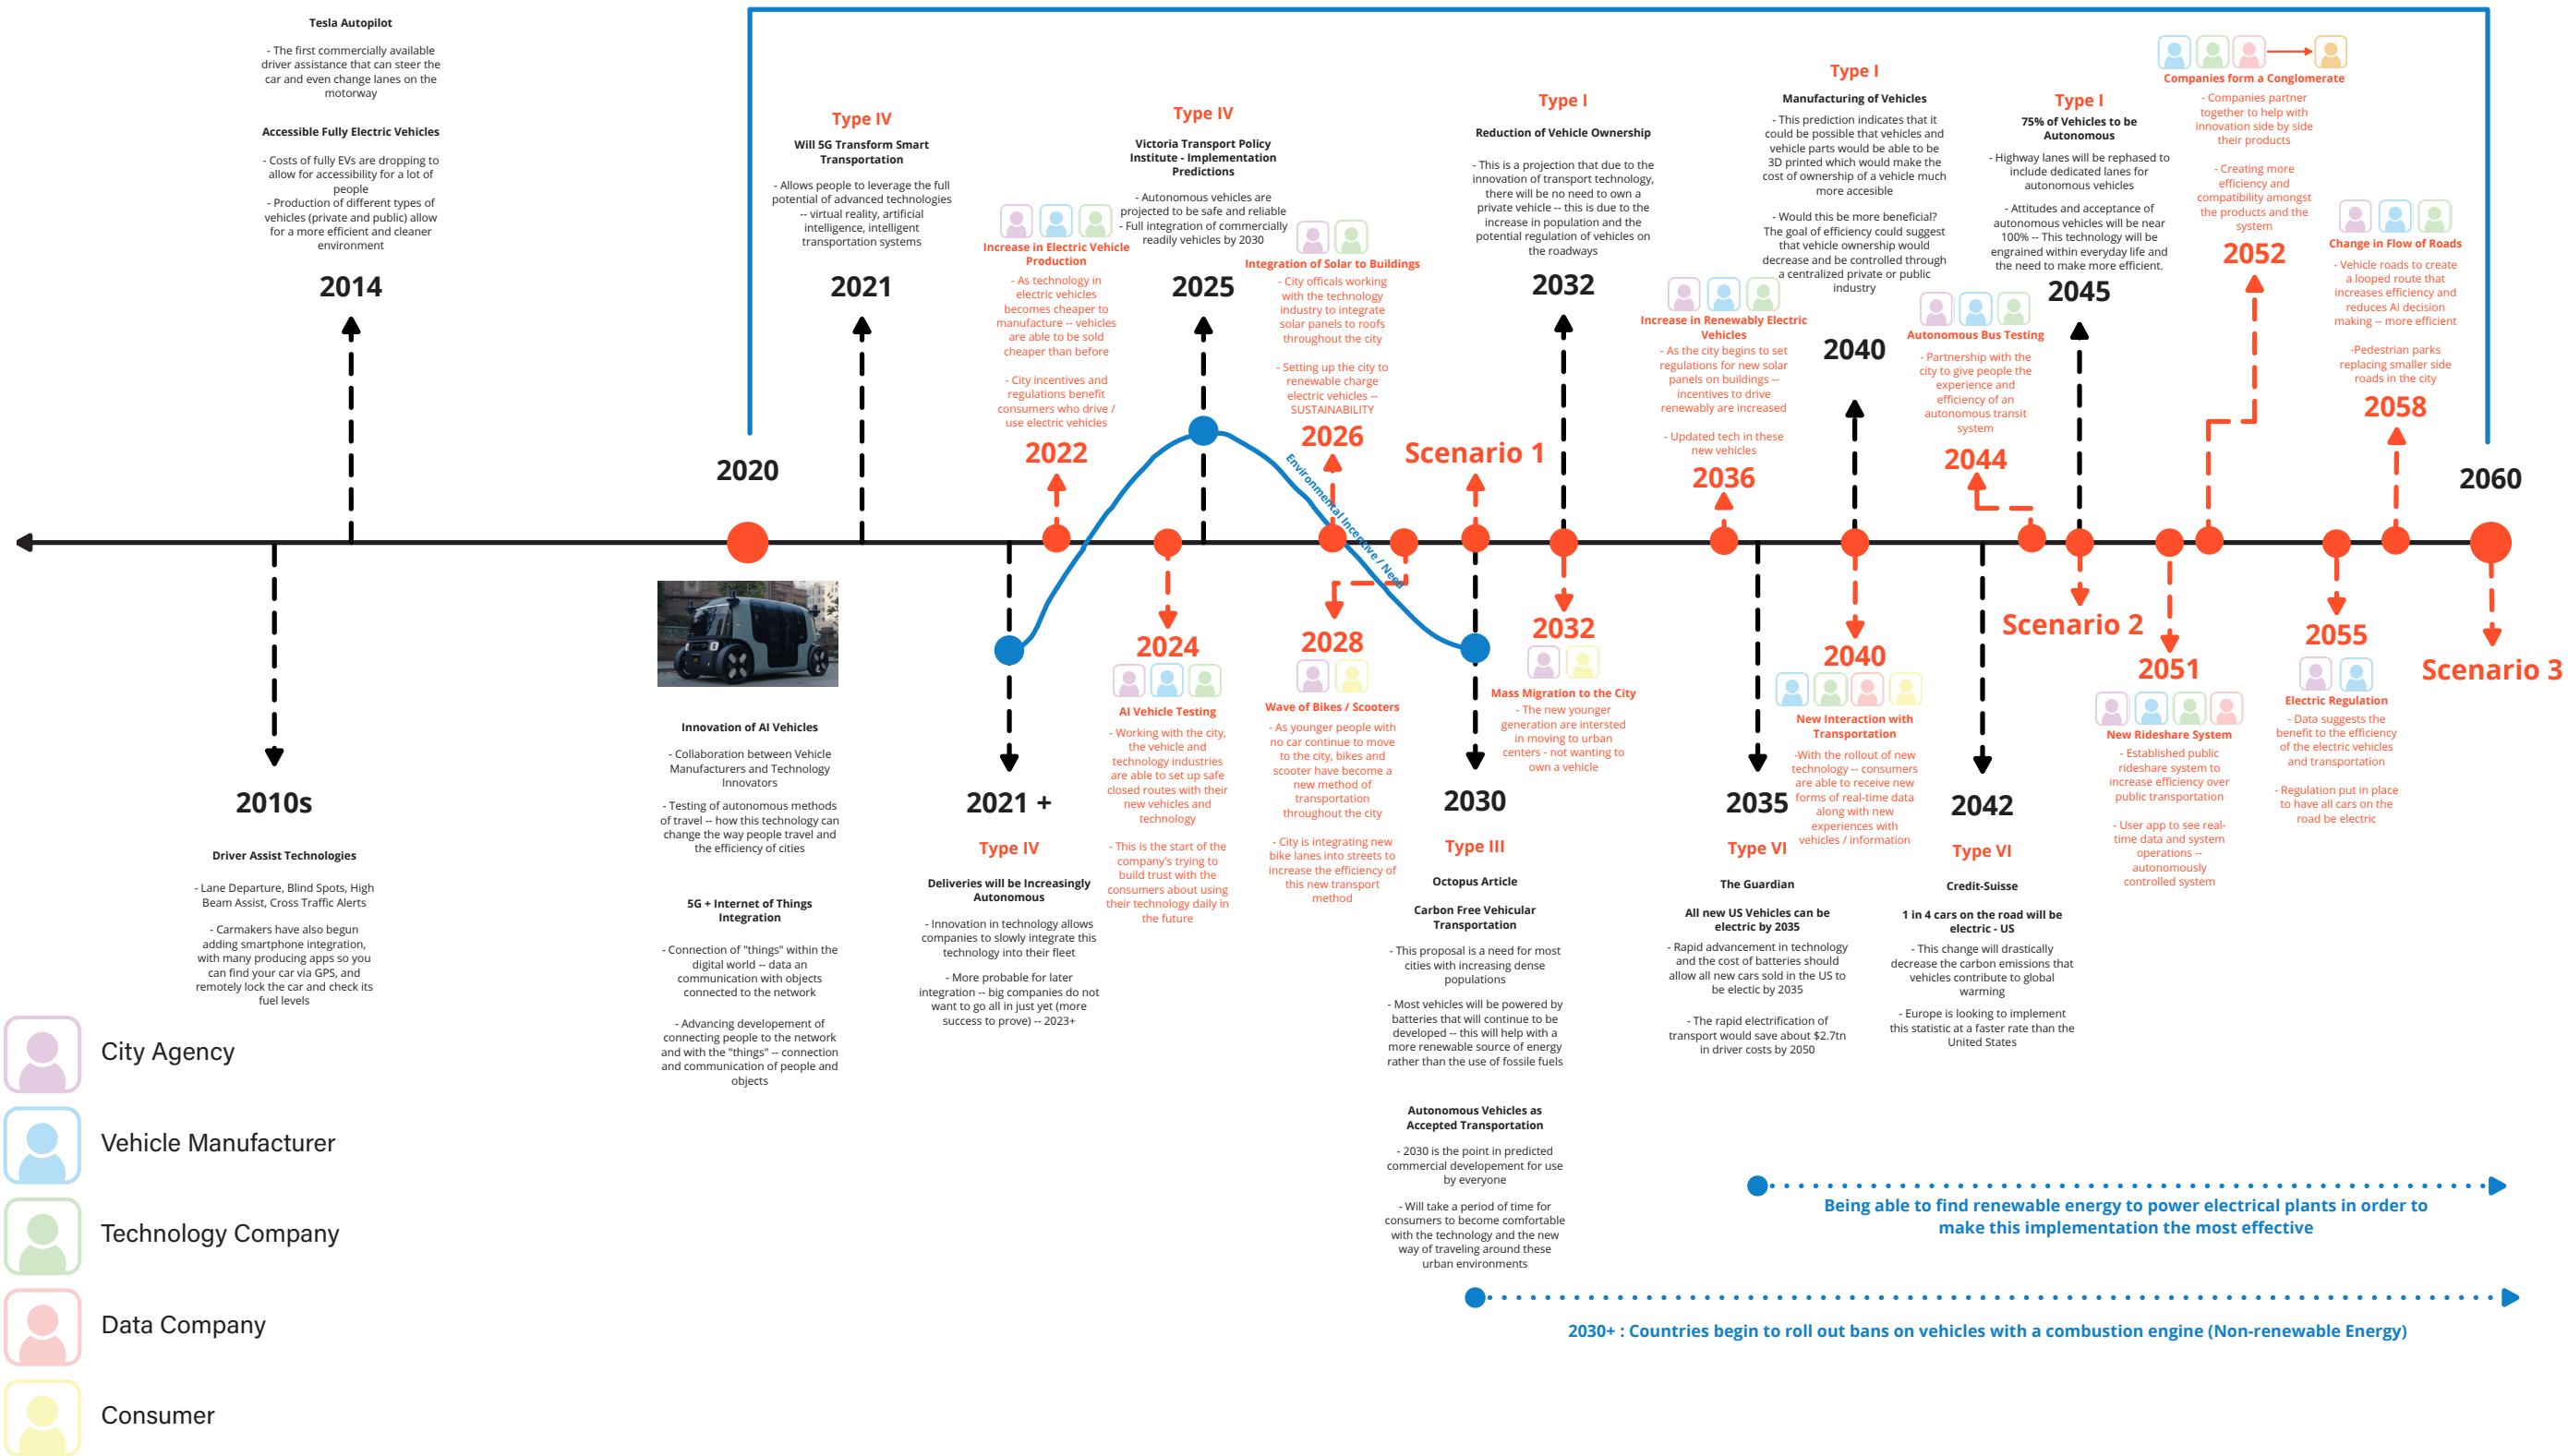 Tesla Autopilot
- The first commercially available
driver assistance that can steer the
car and even change lanes on the
motorway
Accessible Fully Electric Vehicles
- Costs of fully EVs are dropping to
allow for accessibility for a lot of
people
- Production of different types of
vehicles (private and public) allow
for a more efficient and cleaner
environment
2014
2010s
Driver Assist Technologies
- Lane Departure, Blind Spots, High
Beam Assist, Cross Traffic Alerts
- Carmakers have also begun
adding smartphone integration,
with many producing apps so you
can find your car via GPS, and
remotely lock the car and check its
fuel levels
2020
Innovation of AI Vehicles
- Collaboration between Vehicle
Manufacturers and Technology
Innovators
- Testing of autonomous methods
of travel -- how this technology can
change the way people travel and
the efficiency of cities
5G + Internet of Things
Integration
- Connection of "things" within the
digital world -- data an
communication with objects
connected to the network
- Advancing developement of
connecting people to the network
and with the "things" -- connection
and communication of people and
objects
Type IV
Will 5G Transform Smart
Transportation
- Allows people to leverage the full
potential of advanced technologies
-- virtual reality, artificial
intelligence, intelligent
transportation systems
2021
2021 +
Type IV
Deliveries will be Increasingly
Autonomous
- Innovation in technology allows
companies to slowly integrate this
technology into their fleet
- More probable for later
integration -- big companies do not
want to go all in just yet (more
success to prove) -- 2023+
Increase in Electric Vehicle
Production
- As technology in
electric vehicles
becomes cheaper to
manufacture -- vehicles
are able to be sold
cheaper than before
- City incentives and
regulations benefit
consumers who drive /
use electric vehicles
2022
2024
AI Vehicle Testing
- Working with the city,
the vehicle and
technology industries
are able to set up safe
closed routes with their
new vehicles and
technology
- This is the start of the
company's trying to
build trust with the
consumers about using
their technology daily in
the future
Type IV
Victoria Transport Policy
Institute - Implementation
Predictions
- Autonomous vehicles are
projected to be safe and reliable
- Full integration of commercially
readily vehicles by 2030
2025
Environmental Incentive / Need
Integration of Solar to Buildings
- City officals working
with the technology
industry to integrate
solar panels to roofs
throughout the city
- Setting up the city to
renewable charge
electric vehicles --
SUSTAINABILITY
2026
2028
Wave of Bikes / Scooters
- As younger people with
no car continue to move
to the city, bikes and
scooter have become a
new method of
transportation
throughout the city
- City is integrating new
bike lanes into streets to
increase the efficiency of
this new transport
method
Scenario 1
2030
Type III
Octopus Article
Carbon Free Vehicular
Transportation
- This proposal is a need for most
cities with increasing dense
populations
- Most vehicles will be powered by
batteries that will continue to be
developed -- this will help with a
more renewable source of energy
rather than the use of fossile fuels
Autonomous Vehicles as
Accepted Transportation
- 2030 is the point in predicted
commercial developement for use
by everyone
- Will take a period of time for
consumers to become comfortable
with the technology and the new
way of traveling around these
urban environments
Type I
Reduction of Vehicle Ownership
- This is a projection that due to the
innovation of transport technology,
there will be no need to own a
private vehicle -- this is due to the
increase in population and the
potential regulation of vehicles on
the roadways
2032
2032
Mass Migration to the City
- The new younger
generation are intersted
in moving to urban
centers - not wanting to
own a vehicle
Increase in Renewably Electric
Vehicles
- As the city begins to set
regulations for new solar
panels on buildings --
incentives to drive
renewably are increased
- Updated tech in these
new vehicles
2036
2035
Type VI
The Guardian
All new US Vehicles can be
electric by 2035
- Rapid advancement in technology
and the cost of batteries should
allow all new cars sold in the US to
be electic by 2035
- The rapid electrification of
transport would save about $2.7tn
in driver costs by 2050
Type I
Manufacturing of Vehicles
- This prediction indicates that it
could be possible that vehicles and
vehicle parts would be able to be
3D printed which would make the
cost of ownership of a vehicle much
more accesible
- Would this be more beneficial?
The goal of efficiency could suggest
that vehicle ownership would
decrease and be controlled through
a centralized private or public
industry
2040
2040
New Interaction with
Transportation
-With the rollout of new
technology -- consumers
are able to receive new
forms of real-time data
along with new
experiences with
vehicles / information
2042
Type VI
Credit-Suisse
1 in 4 cars on the road will be
electric - US
- This change will drastically
decrease the carbon emissions that
vehicles contribute to global
warming
- Europe is looking to implement
this statistic at a faster rate than the
United States
Autonomous Bus Testing
- Partnership with the
city to give people the
experience and
efficiency of an
autonomous transit
system
2044
Type I
75% of Vehicles to be
Autonomous
- Highway lanes will be rephased to
include dedicated lanes for
autonomous vehicles
- Attitudes and acceptance of
autonomous vehicles will be near
100% -- This technology will be
engrained within everyday life and
the need to make more efficient.
2045
Scenario 2
2051
New Rideshare System
- Established public
rideshare system to
increase efficiency over
public transportation
- User app to see real-
time data and system
operations --
autonomously
controlled system
Companies form a Conglomerate
- Companies partner
together to help with
innovation side by side
their products
- Creating more
efficiency and
compatibility amongst
the products and the
system
2052
2055
Electric Regulation
- Data suggests the
benefit to the efficiency
of the electric vehicles
and transportation
- Regulation put in place
to have all cars on the
road be electric
Change in Flow of Roads
- Vehicle roads to create
a looped route that
increases efficiency and
reduces AI decision
making -- more efficient
-Pedestrian parks
replacing smaller side
roads in the city
2058
2060
Scenario 3
City Agency
Vehicle Manufacturer
Technology Company
Data Company
Consumer
Being able to find renewable energy to power electrical plants in order to
make this implementation the most effective
2030+ : Countries begin to roll out bans on vehicles with a combustion engine (Non-renewable Energy)